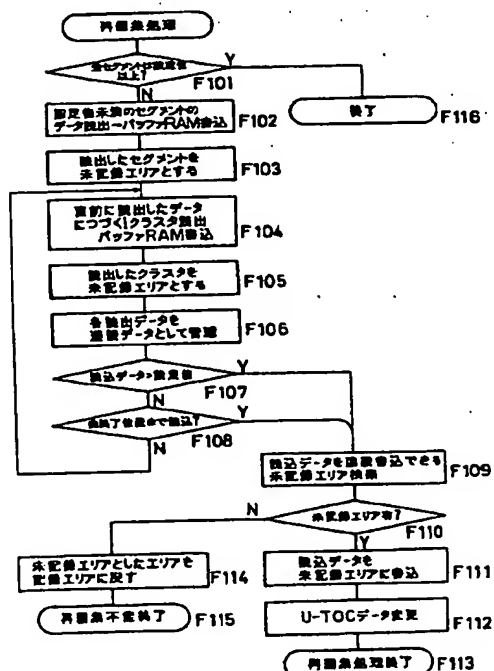 再編集処理
全セグメントは設定値
以上?
Y
F101
N
設定値未満のセグメントの
データ読出→バッファRAM書込
F102
終了
F116
読出したセグメントを
未記録エリアとする
F103
直前に読出したデータ
につづく1クラスタ読出
バッファRAM書込
F104
読出したクラスタを
未記録エリアとする
F105
各読出データを
連続データとして管理
F106
読込データ>設定値
Y
F107
N
曲終了位置まで読込?
Y
F108
N
読込データを連続書込できる
未記録エリア検索
F109
N
未記録エリア有?
F110
Y
未記録エリアとしたエリアを
記録エリアに戻す
F114
読込データを
未記録エリアに書込
F111
再編集不能終了
F115
U-TOCデータ変更
F112
再編集処理終了
F113